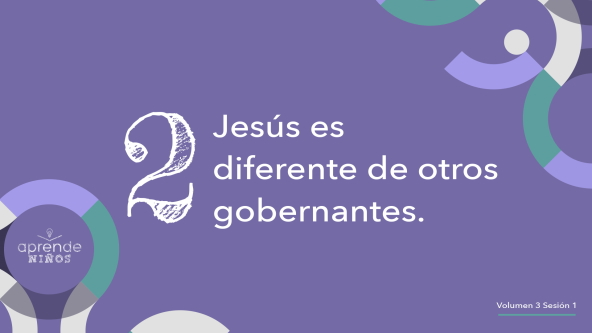 2
Jesús es
diferente de otros
gobernantes.
aprende
NIÑOS
Volumen 3 Sesión 1